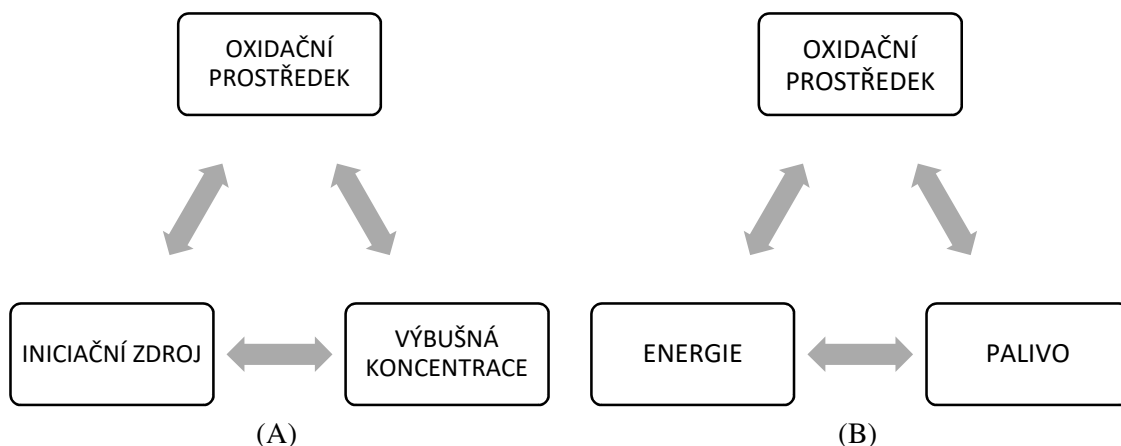 OXIDAČNÍ
PROSTŘEDEK
INICIAČNÍ ZDROJ
VÝBUŠNÁ
KONCENTRACE
(A)
OXIDAČNÍ
PROSTŘEDEK
ENERGIE
PALIVO
(B)